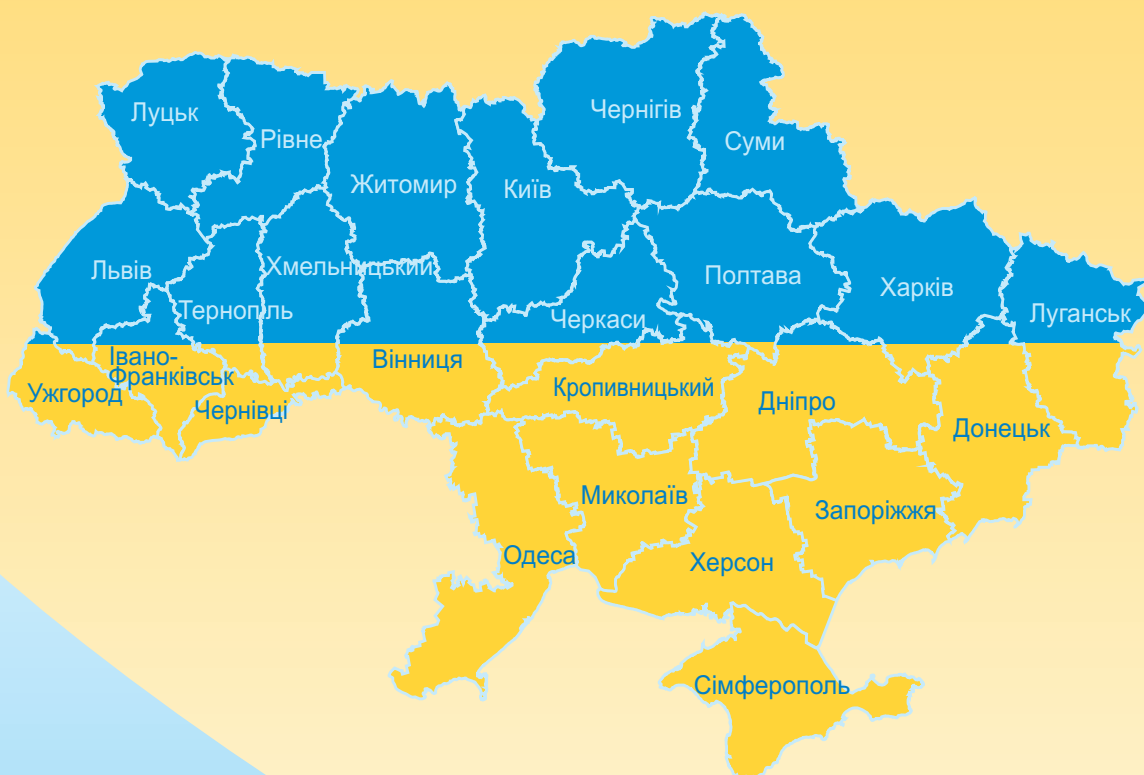 Луцьк
Рівне
Чернігів
Суми
Житомир
Київ
Львів
Хмельницький
Тернопіль
Черкаси
Полтава
Харків
Луганськ
Івано-
Франківськ
Ужгород
Чернівці
Вінниця
Кропивницький
Дніпро
Донецьк
Миколаїв
Запоріжжя
Одеса
Херсон
Сімферополь